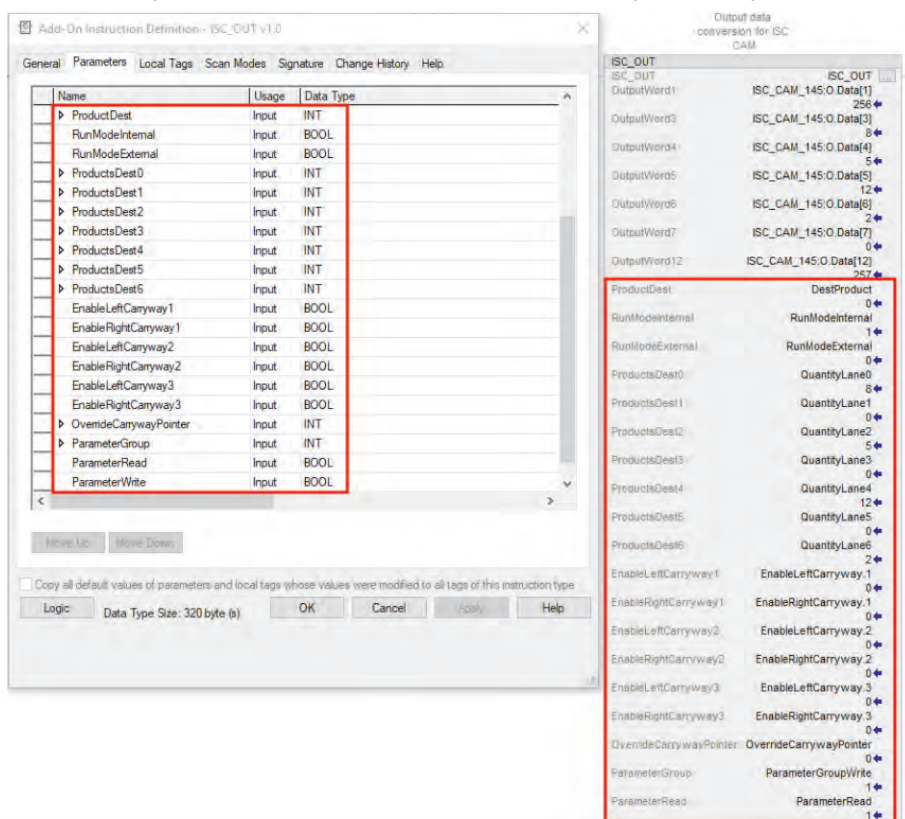 Add-On Instruction Definition - ISC_OUT v1.0
General Parameters Local Tags Scan Modes Signature Change History Help
Name Usage Data Type
ProductDest Input INT
RunModeInternal Input BOOL
RunModeExternal Input BOOL
ProductsDest0 Input INT
ProductsDest1 Input INT
ProductsDest2 Input INT
ProductsDest3 Input INT
ProductsDest4 Input INT
ProductsDest5 Input INT
ProductsDest6 Input INT
EnableLeftCarryway1 Input BOOL
EnableRightCarryway1 Input BOOL
EnableLeftCarryway2 Input BOOL
EnableRightCarryway2 Input BOOL
EnableLeftCarryway3 Input BOOL
EnableRightCarryway3 Input BOOL
OverrideCarrywayPointer Input INT
ParameterGroup Input INT
ParameterRead Input BOOL
ParameterWrite Input BOOL
Move Up Move Down
Copy all default values of parameters and local tags whose values were modified to all tags of this instruction type
Logic Data Type Size: 320 byte (s) OK Cancel Apply Help
Output data
conversion for ISC
CAM
ISC_OUT
ISC_OUT ISC_OUT ...
OutputWord1 ISC_CAM_145:O.Data[1]
256
OutputWord3 ISC_CAM_145:O.Data[3]
8
OutputWord4 ISC_CAM_145:O.Data[4]
5
OutputWord5 ISC_CAM_145:O.Data[5]
12
OutputWord6 ISC_CAM_145:O.Data[6]
2
OutputWord7 ISC_CAM_145:O.Data[7]
0
OutputWord12 ISC_CAM_145:O.Data[12]
257
ProductDest DestProduct
0
RunModeInternal RunModeInternal
1
RunModeExternal RunModeExternal
0
ProductsDest0 QuantityLane0
8
ProductsDest1 QuantityLane1
0
ProductsDest2 QuantityLane2
5
ProductsDest3 QuantityLane3
0
ProductsDest4 QuantityLane4
12
ProductsDest5 QuantityLane5
0
ProductsDest6 QuantityLane6
2
EnableLeftCarryway1 EnableLeftCarryway.1
0
EnableRightCarryway1 EnableRightCarryway.1
0
EnableLeftCarryway2 EnableLeftCarryway.2
0
EnableRightCarryway2 EnableRightCarryway.2
0
EnableLeftCarryway3 EnableLeftCarryway.3
0
EnableRightCarryway3 EnableRightCarryway.3
0
OverrideCarrywayPointer OverrideCarrywayPointer
0
ParameterGroup ParameterGroupWrite
1
ParameterRead ParameterRead
1